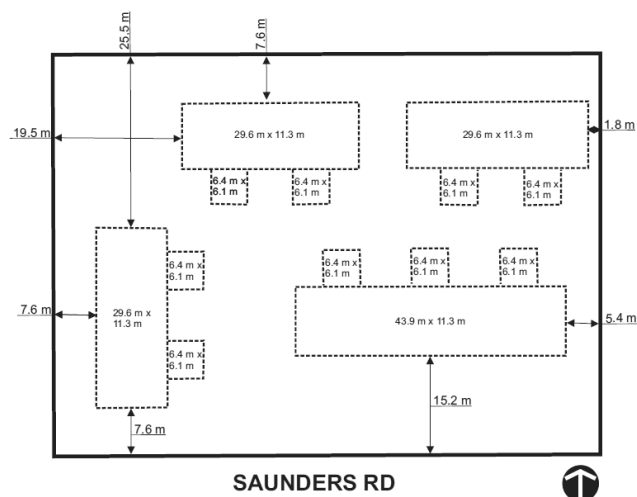 25.5 m
7.6 m
19.5 m
29.6 m x 11.3 m
29.6 m x 11.3 m
1.8 m
6.4 m x
6.1 m
6.4 m x
6.1 m
6.4 m x
6.1 m
6.4 m x
6.1 m
6.4 m x
6.1 m
6.4 m x
6.1 m
6.4 m x
6.1 m
6.4 m x
6.1 m
7.6 m
29.6 m x
11.3 m
43.9 m x 11.3 m
5.4 m
6.4 m x
6.1 m
15.2 m
7.6 m
SAUNDERS RD